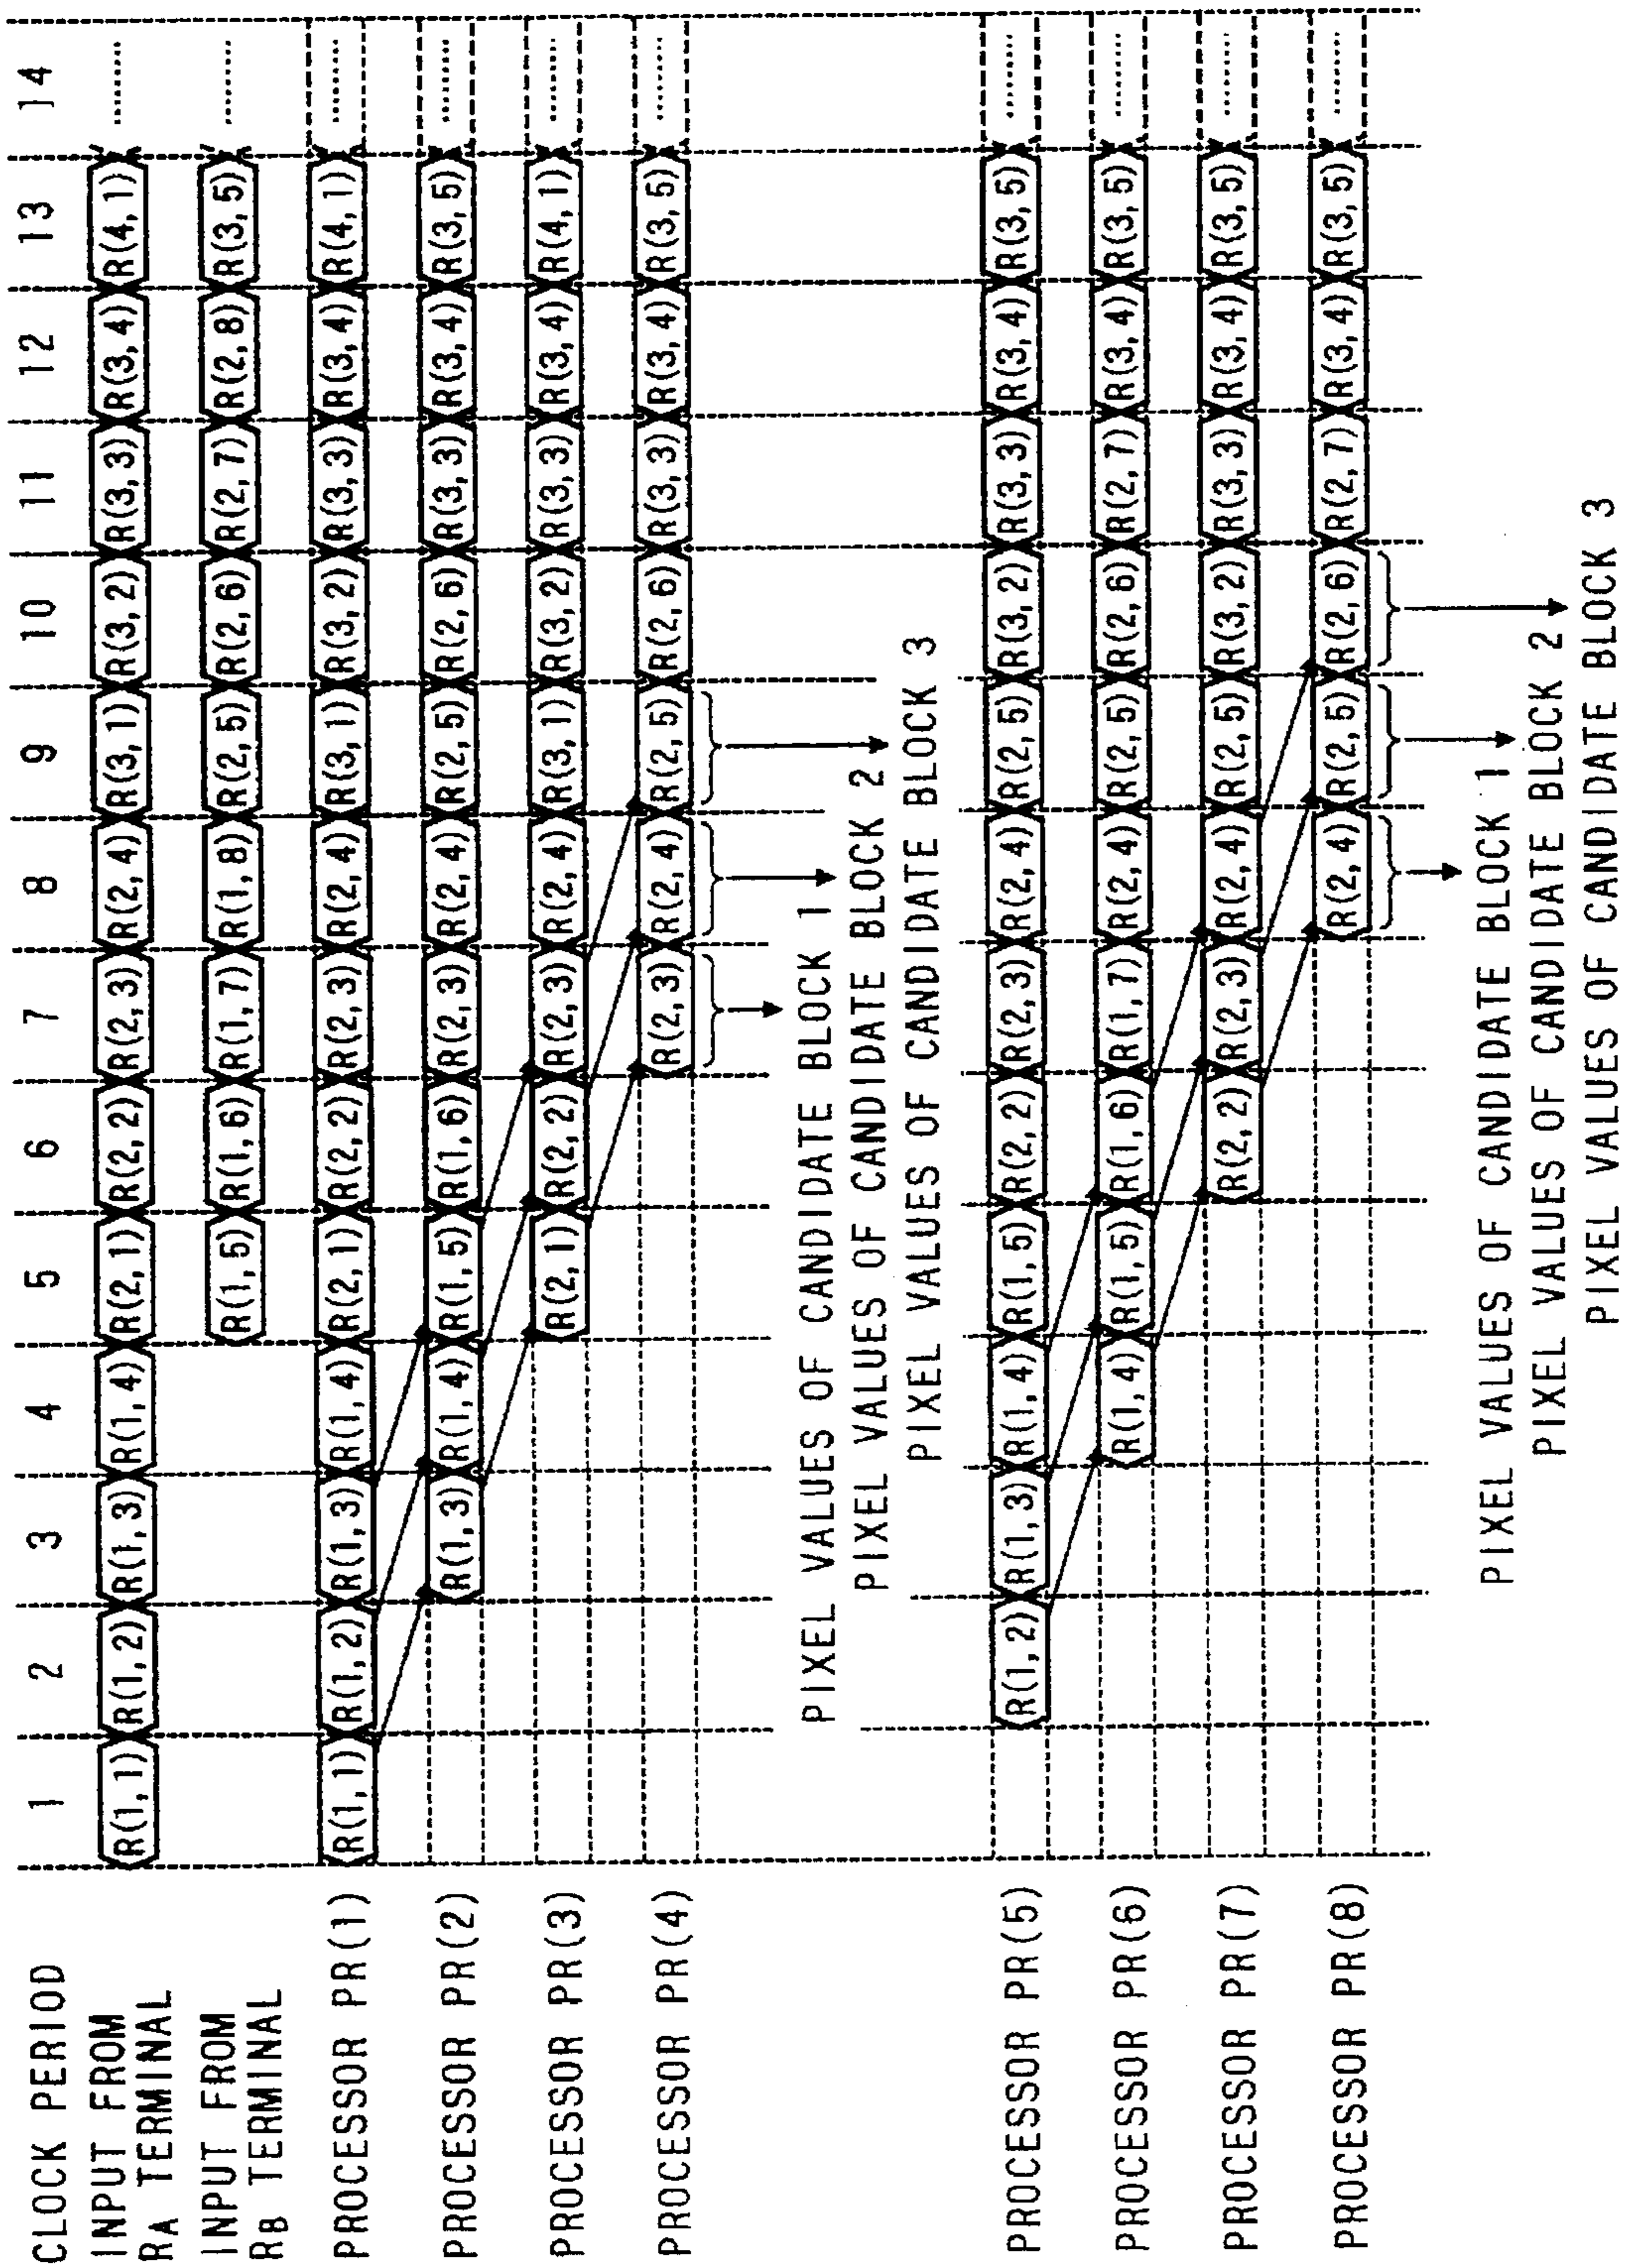 CLOCK PERIOD 1 2 3 4 5 6 7 8 9 10 11 12 13 14
INPUT FROM
RA TERMINAL R(1,1) R(1,2) R(1,3) R(1,4) R(2,1) R(2,2) R(2,3) R(2,4) R(3,1) R(3,2) R(3,3) R(3,4) R(4,1) ........
INPUT FROM
RB TERMINAL R(1,5) R(1,6) R(1,7) R(1,8) R(2,5) R(2,6) R(2,7) R(2,8) R(3,5) ........
PROCESSOR PR(1) R(1,1) R(1,2) R(1,3) R(1,4) R(2,1) R(2,2) R(2,3) R(2,4) R(3,1) R(3,2) R(3,3) R(3,4) R(4,1) ........
PROCESSOR PR(2) R(1,3) R(1,4) R(1,5) R(1,6) R(2,3) R(2,4) R(2,5) R(2,6) R(3,3) R(3,4) R(3,5) ........
PROCESSOR PR(3) R(2,1) R(2,2) R(2,3) R(2,4) R(3,1) R(3,2) R(3,3) R(3,4) R(4,1) ........
PROCESSOR PR(4) R(2,3) R(2,4) R(2,5) R(2,6) R(3,3) R(3,4) R(3,5) ........
PIXEL VALUES OF CANDIDATE BLOCK 1
PIXEL VALUES OF CANDIDATE BLOCK 2
PIXEL VALUES OF CANDIDATE BLOCK 3
PROCESSOR PR(5) R(1,2) R(1,3) R(1,4) R(1,5) R(2,2) R(2,3) R(2,4) R(2,5) R(3,2) R(3,3) R(3,4) R(3,5) ........
PROCESSOR PR(6) R(1,4) R(1,5) R(1,6) R(1,7) R(2,4) R(2,5) R(2,6) R(2,7) R(3,4) R(3,5) ........
PROCESSOR PR(7) R(2,2) R(2,3) R(2,4) R(2,5) R(3,2) R(3,3) R(3,4) R(3,5) ........
PROCESSOR PR(8) R(2,4) R(2,5) R(2,6) R(2,7) R(3,4) R(3,5) ........
PIXEL VALUES OF CANDIDATE BLOCK 1
PIXEL VALUES OF CANDIDATE BLOCK 2
PIXEL VALUES OF CANDIDATE BLOCK 3